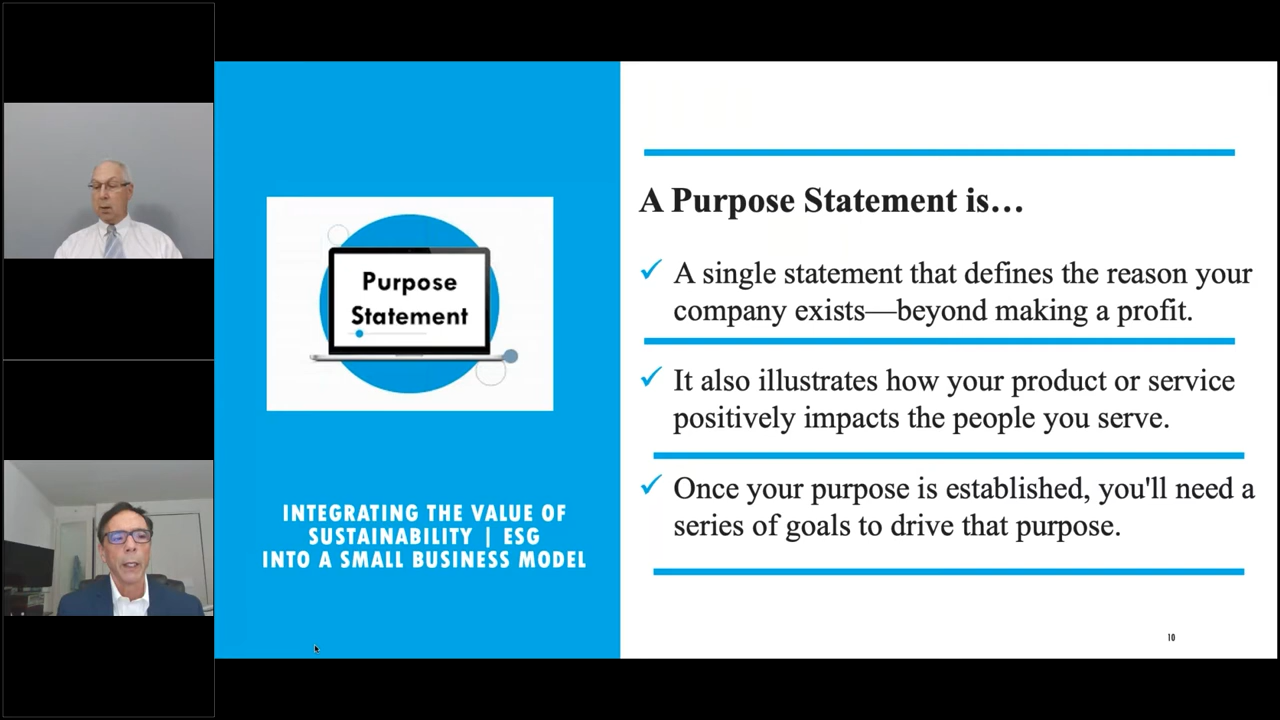 Purpose
Statement
INTEGRATING THE VALUE OF
SUSTAINABILITY | ESG
INTO A SMALL BUSINESS MODEL
A Purpose Statement is…
✓ A single statement that defines the reason your
company exists—beyond making a profit.
✓ It also illustrates how your product or service
positively impacts the people you serve.
✓ Once your purpose is established, you'll need a
series of goals to drive that purpose.
10